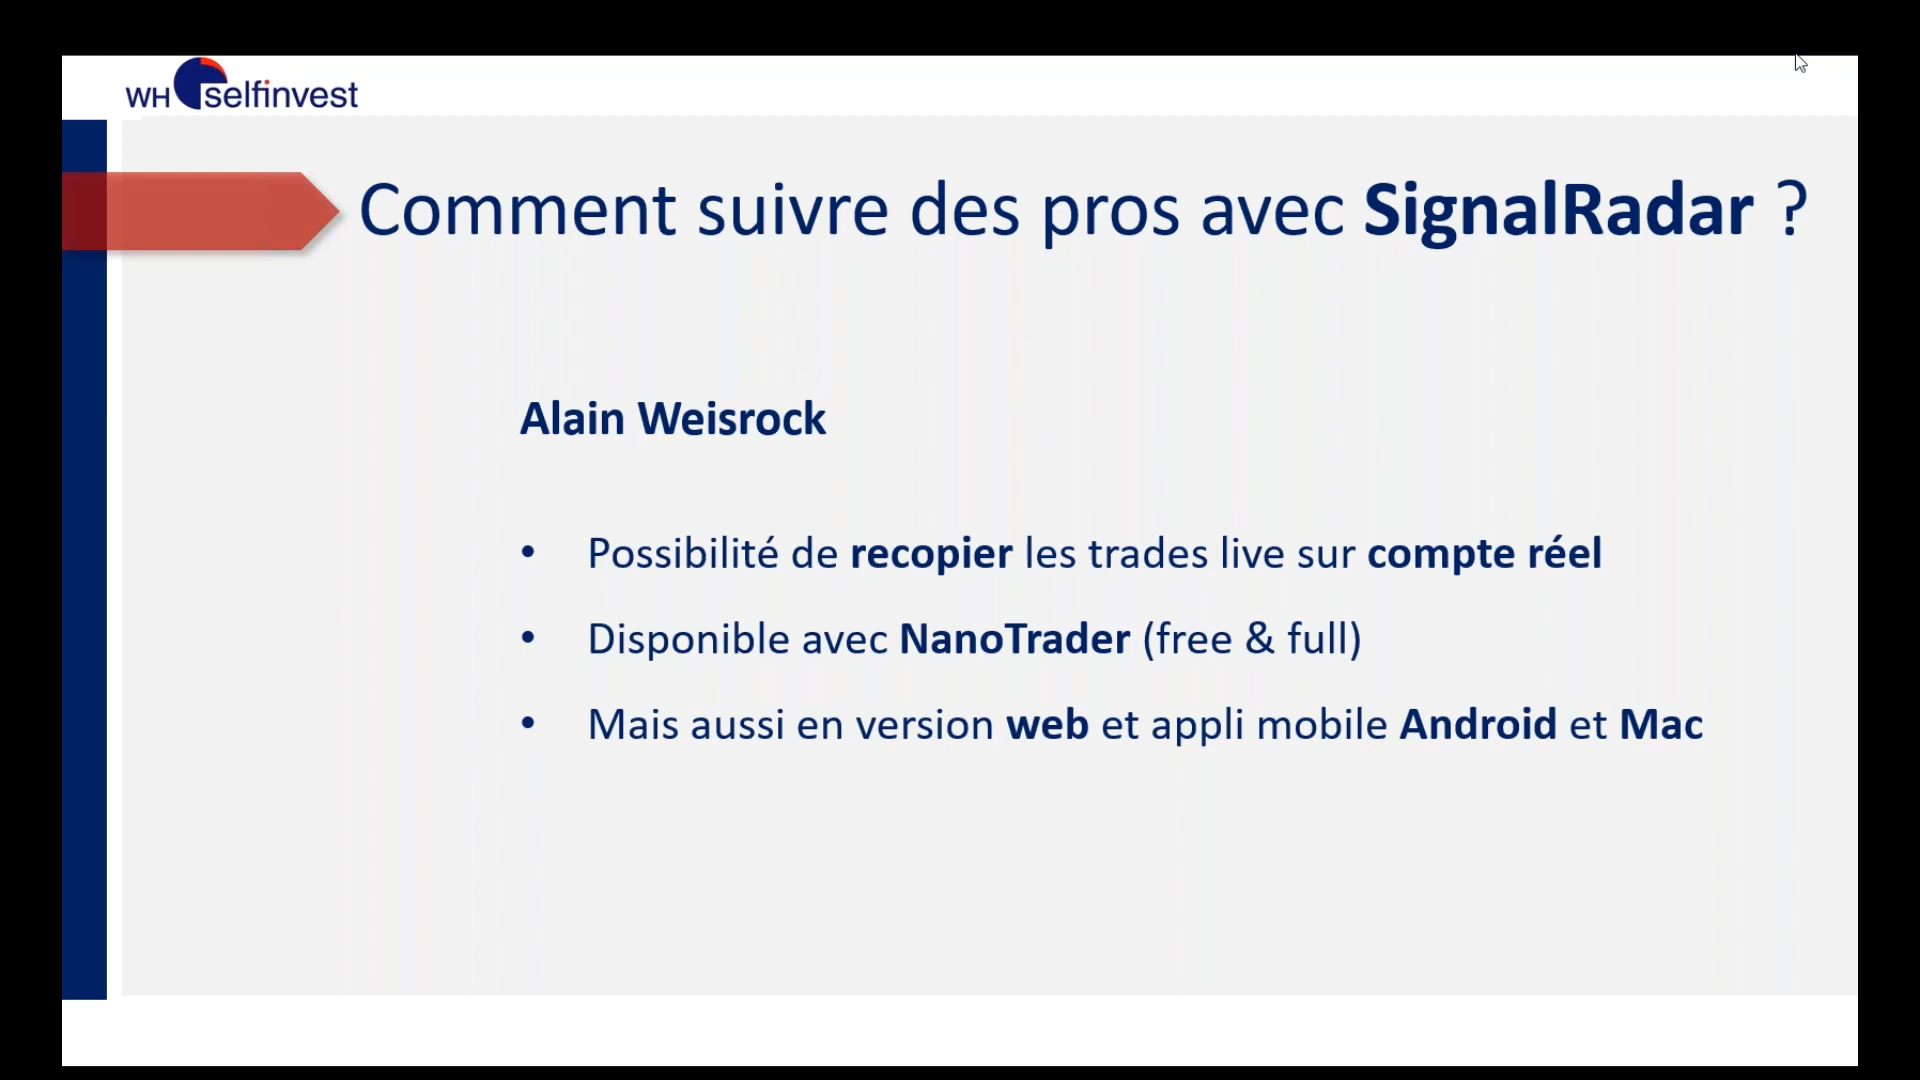 WH selfinvest
Comment suivre des pros avec SignalRadar ?
Alain Weisrock
• Possibilité de recopier les trades live sur compte réel
• Disponible avec NanoTrader (free & full)
• Mais aussi en version web et appli mobile Android et Mac